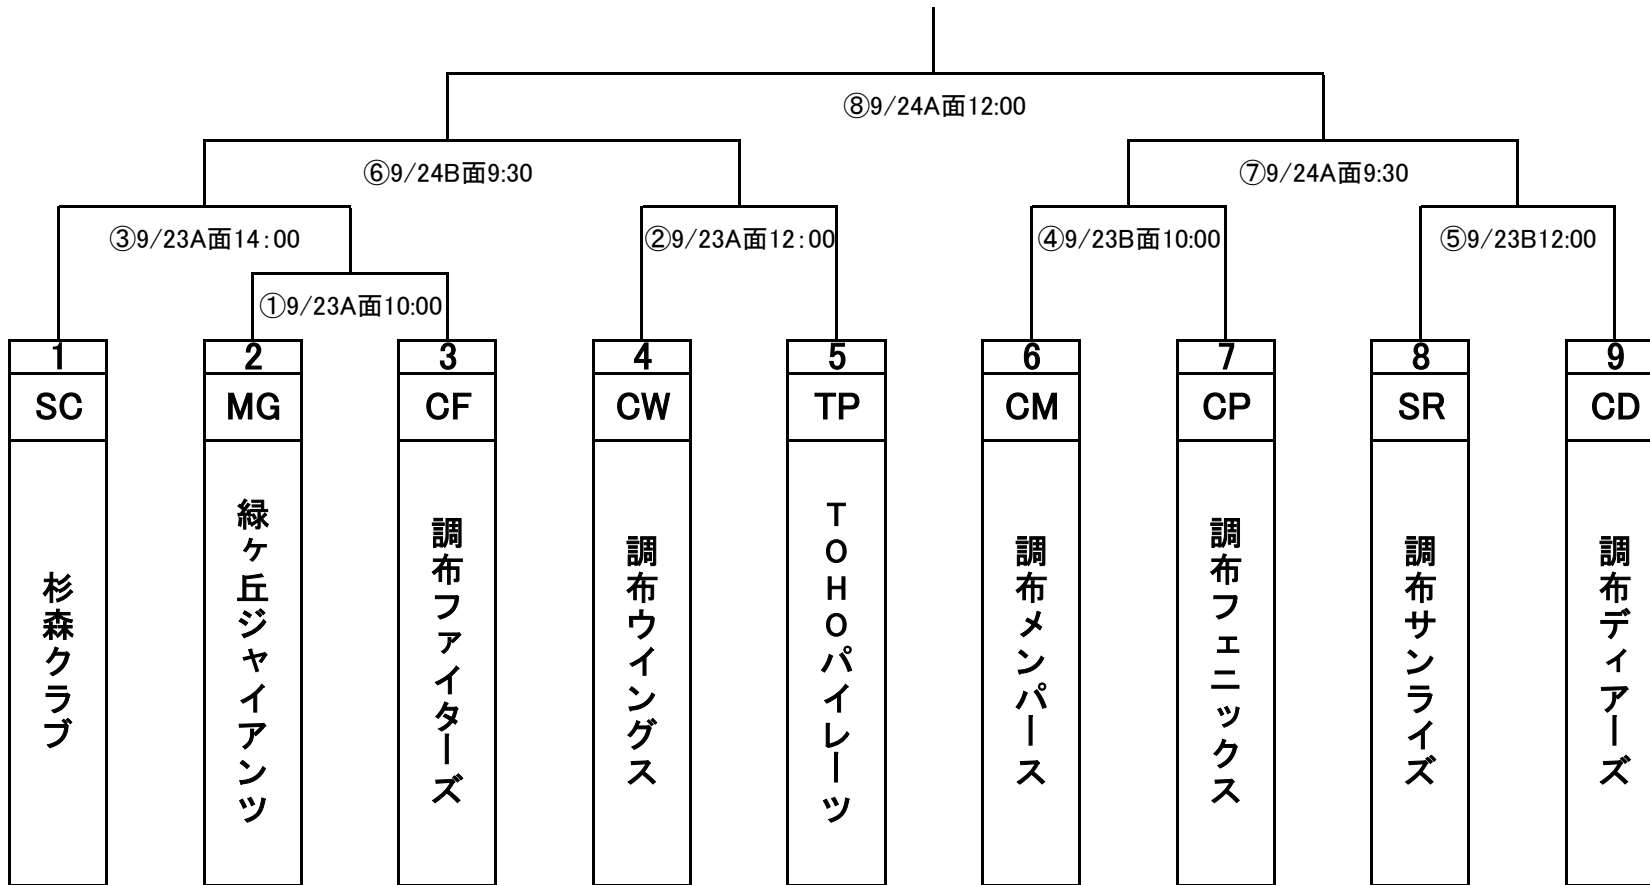 ⑧9/24A面12:00
⑥9/24B面9:30
⑦9/24A面9:30
③9/23A面14:00
②9/23A面12:00
④9/23B面10:00
⑤9/23B12:00
①9/23A面10:00
1
2
3
4
5
6
7
8
9
SC
MG
CF
CW
TP
CM
CP
SR
CD
杉森クラブ
緑ヶ丘ジャイアンツ
調布ファイターズ
調布ウイングス
TOHOパイレーツ
調布メンパース
調布フェニックス
調布サンライズ
調布ディアーズ